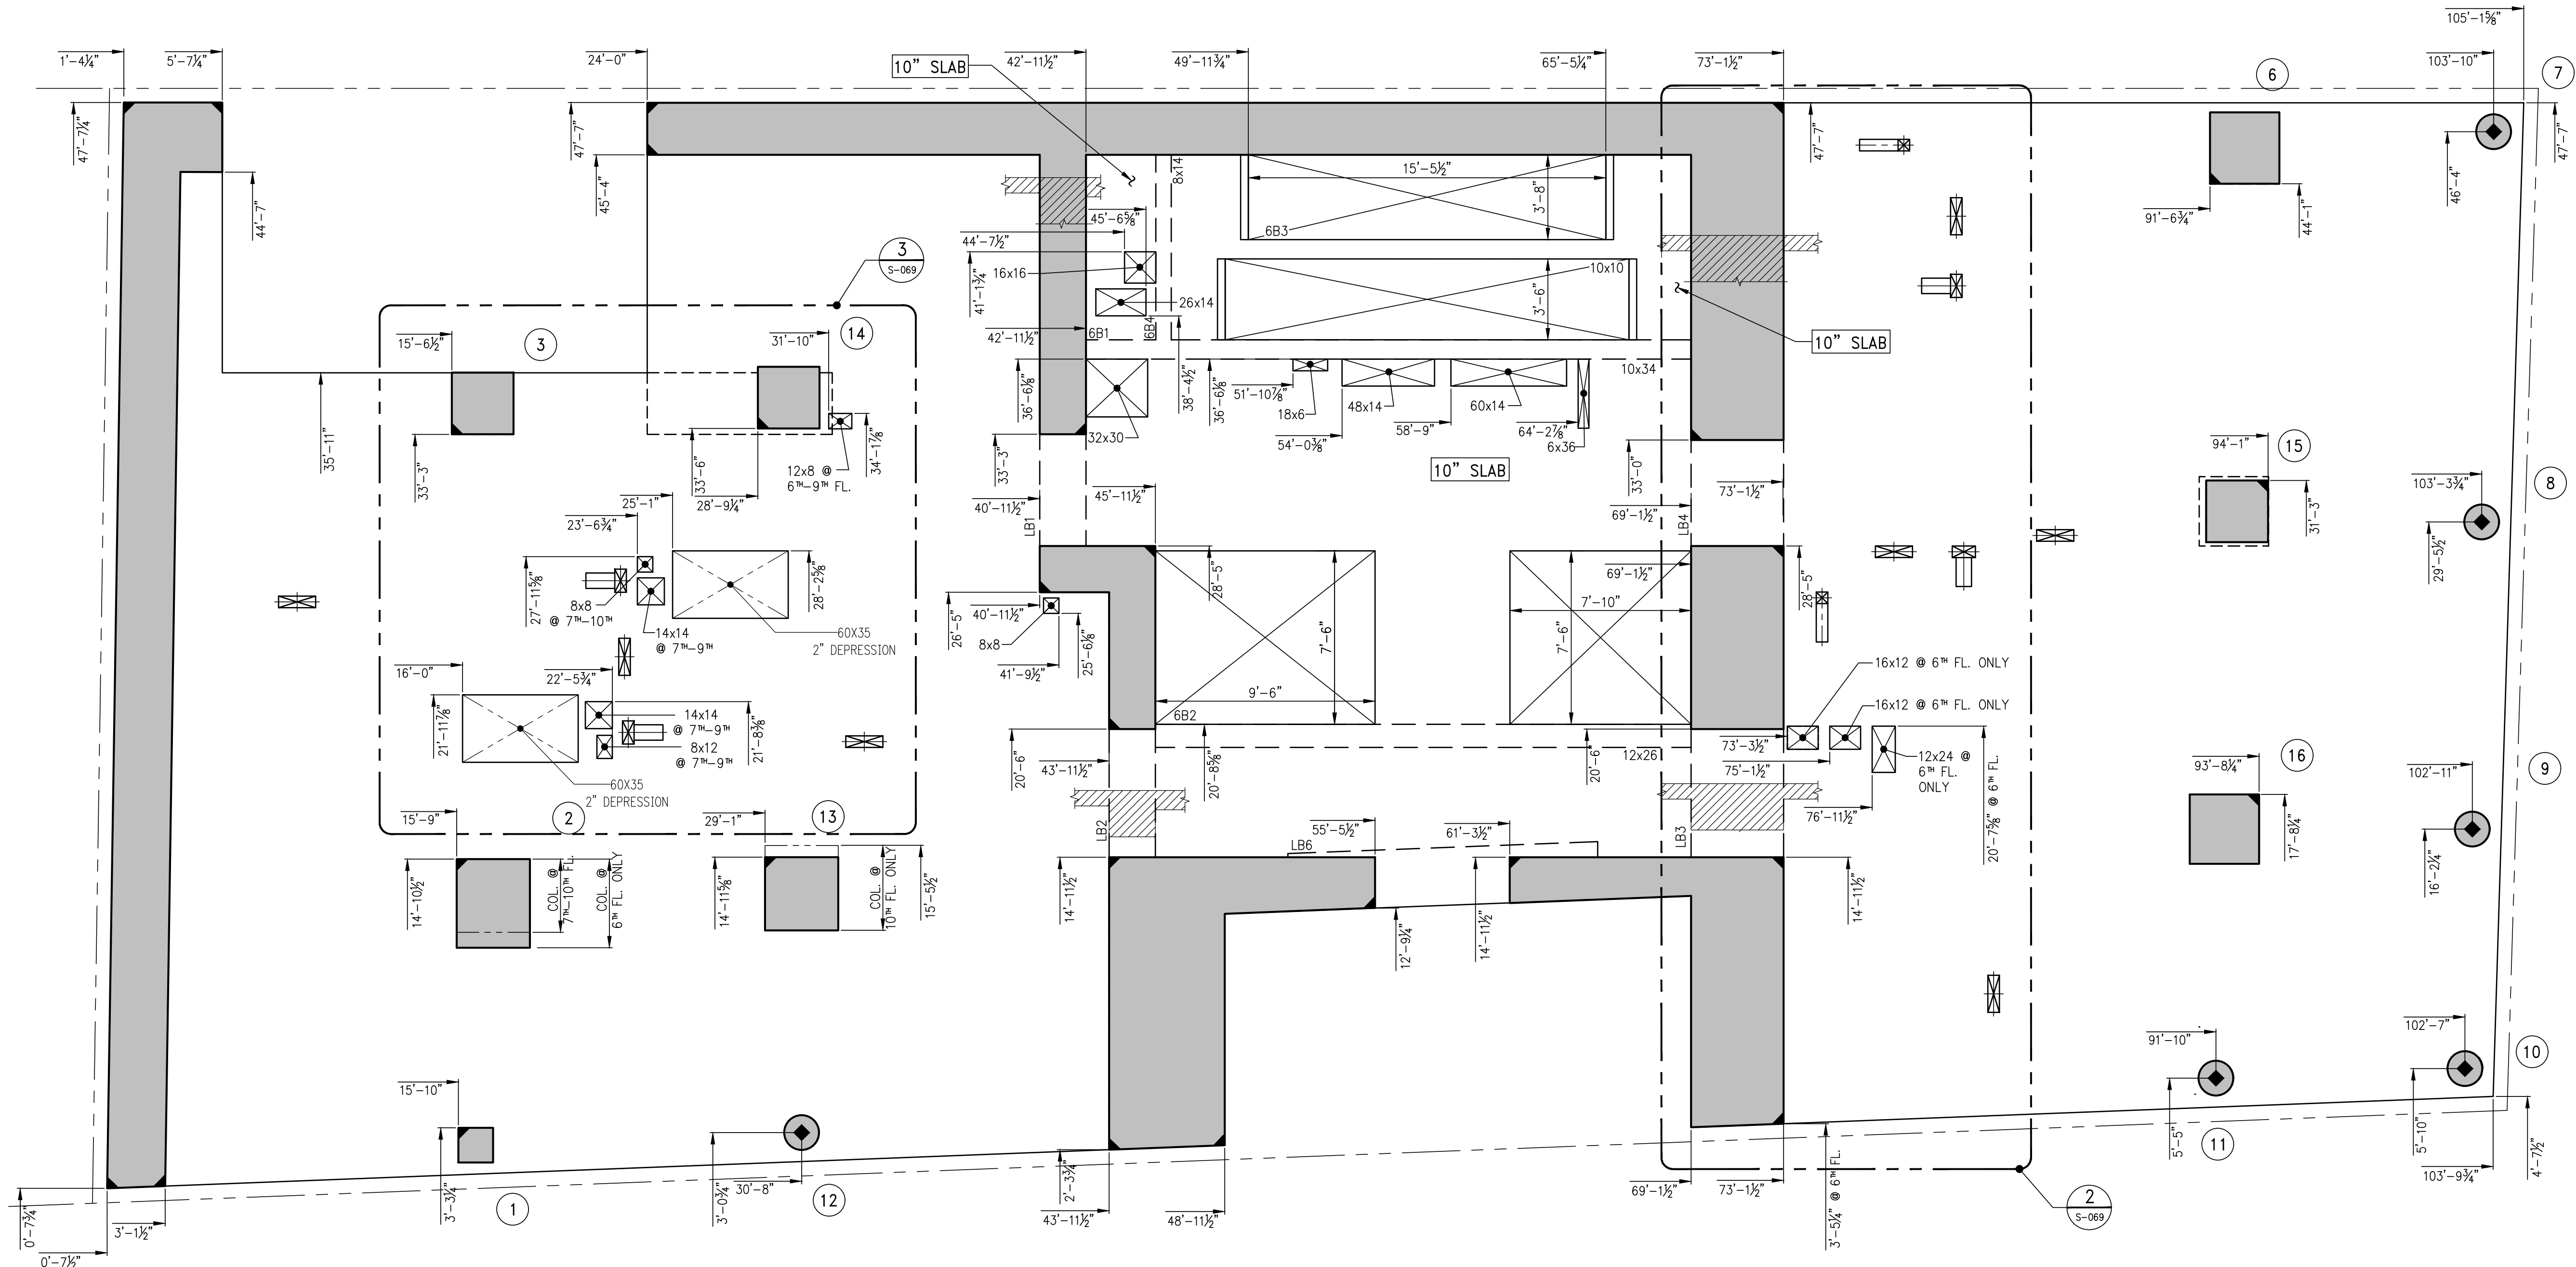 105'-1⅝"
1'-4¼"
5'-7¼"
24'-0"
10" SLAB
42'-11½"
49'-11¾"
65'-5¼"
73'-1½"
6
103'-10"
7
47'-7¼"
47'-7"
45'-4"
44'-7"
8x14
15'-5½"
3'-8"
6B3
47'-7"
46'-4"
47'-7"
91'-6¾"
44'-1"
3
S-069
45'-6⅝"
44'-7½"
41'-1¾"
16x16
26x14
42'-11½"
6B1
6B4
10x10
3'-6"
10" SLAB
15'-6½"
3
31'-10"
14
36'-6⅛"
38'-4½"
36'-6⅛"
51'-10⅞"
18x6
48x14
60x14
10x34
54'-0⅜"
58'-9"
64'-2⅞"
6x36
32x30
35'-11"
33'-3"
33'-6"
28'-9¼"
12x8 @
6TH-9TH FL.
34'-1⅞"
33'-3"
10" SLAB
33'-0"
94'-1"
15
31'-3"
103'-3¾"
8
29'-5½"
25'-1"
23'-6¾"
40'-11½"
LB1
45'-11½"
69'-1½"
LB4
73'-1½"
27'-11⅝"
8x8
@ 7TH-10TH
14x14
@ 7TH-9TH
28'-2⅝"
60X35
2" DEPRESSION
26'-5"
40'-11½"
8x8
41'-9½"
25'-6⅛"
28'-5"
7'-6"
9'-6"
6B2
69'-1½"
7'-10"
7'-6"
28'-5"
16'-0"
22'-5¾"
21'-11⅞"
14x14
@ 7TH-9TH
8x12
@ 7TH-9TH
21'-8⅜"
60X35
2" DEPRESSION
16x12 @ 6TH FL. ONLY
16x12 @ 6TH FL. ONLY
20'-6"
43'-11½"
20'-8⅝"
20'-6"
12x26
73'-3½"
75'-1½"
12x24 @
6TH FL.
ONLY
76'-11½"
20'-7⅝" @ 6TH FL.
93'-8¼"
16
17'-8¼"
102'-11"
9
16'-2¼"
15'-9"
2
29'-1"
13
LB2
55'-5½"
61'-3½"
LB6
LB3
14'-10½"
COL. @
7TH-10TH FL.
COL. @
6TH FL. ONLY
14'-11⅝"
COL. @
10TH FL. ONLY
15'-5½"
14'-11½"
12'-9¼"
14'-11½"
14'-11½"
15'-10"
3'-3¼"
1
3'-0¾"
30'-8"
12
2'-3¾"
43'-11½"
48'-11½"
69'-1½"
73'-1½"
3'-5¼" @ 6TH FL.
2
S-069
91'-10"
5'-5"
11
102'-7"
10
5'-10"
103'-9¾"
4'-7½"
0'-7¾"
3'-1½"
0'-7½"